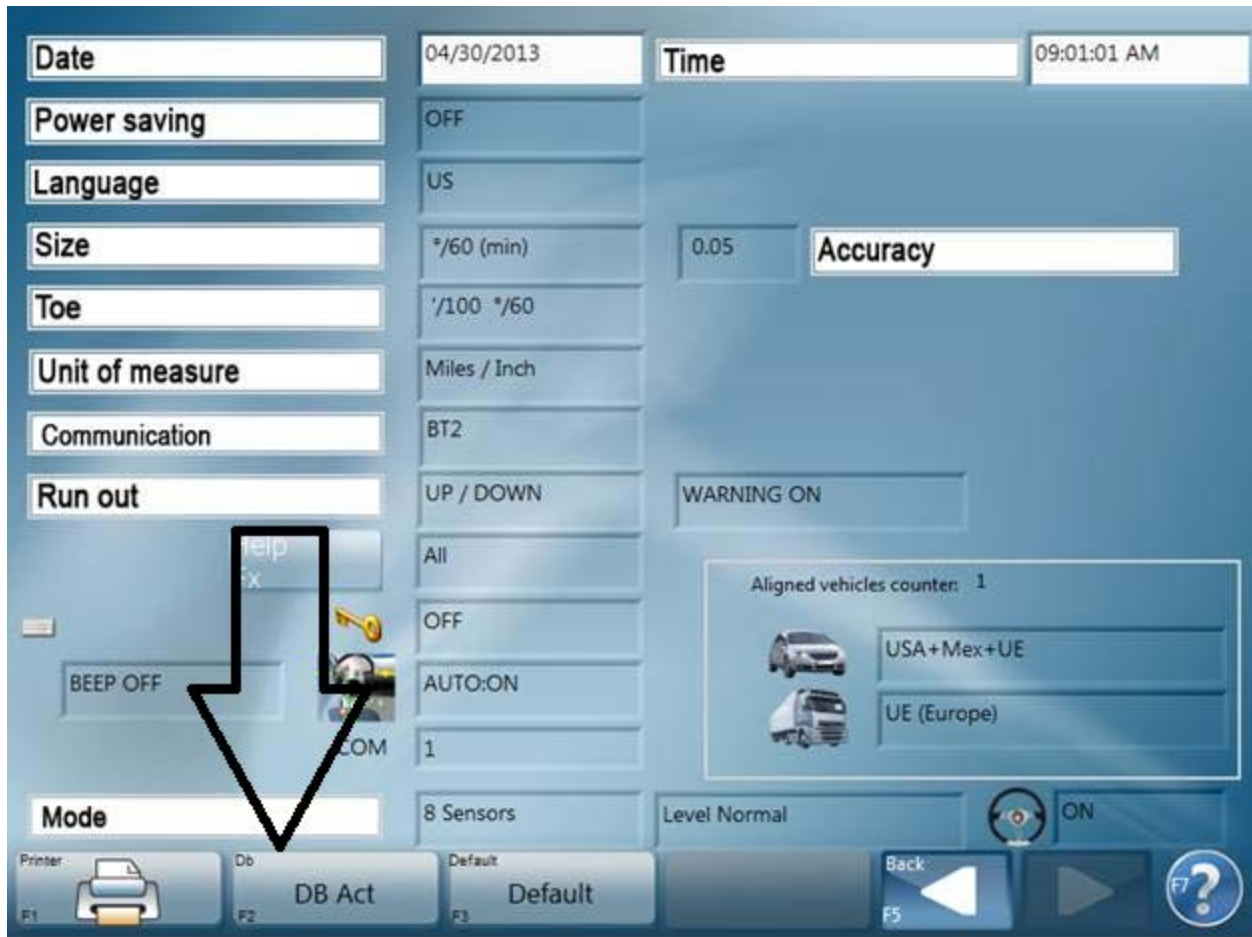 Date 04/30/2013 Time 09:01:01 AM
Power saving OFF
Language US
Size °/60 (min) 0.05 Accuracy
Toe '/100 °/60
Unit of measure Miles / Inch
Communication BT2
Run out UP / DOWN WARNING ON
All
Aligned vehicles counter: 1
OFF
USA+Mex+UE
BEEP OFF AUTO:ON
UE (Europe)
COM 1
Mode 8 Sensors Level Normal ON
Printer Db Default Back
DB Act Default F7 ?
F1 F2 F3 F5